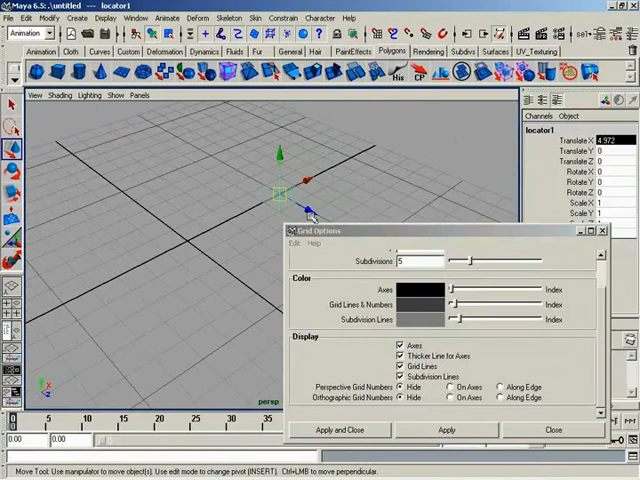 Maya 6.5: .\untitled --- locator1
File Edit Modify Create Display Window Animate Deform Skeleton Skin Constrain Character Help
Animation
sel
Animation Cloth Curves Custom Deformation Dynamics Fluids Fur General Hair PaintEffects Polygons Rendering Subdivs Surfaces UV_Texturing
His CP
View Shading Lighting Show Panels
Channels Object
locator1
Translate X 4.972
Translate Y 0
Translate Z 0
Rotate X 0
Rotate Y 0
Rotate Z 0
Scale X 1
Scale Y 1
Scale Z 1
Grid Options
Edit Help
Subdivisions 5
Color
Axes Index
Grid Lines & Numbers Index
Subdivision Lines Index
Display
Axes
Thicker Line for Axes
Grid Lines
Subdivision Lines
Perspective Grid Numbers Hide On Axes Along Edge
Orthographic Grid Numbers Hide On Axes Along Edge
Apply and Close Apply Close
persp
5 10 15 20 25 30 35
0.00 0.00
Move Tool: Use manipulator to move object(s). Use edit mode to change pivot (INSERT). Ctrl+LMB to move perpendicular.